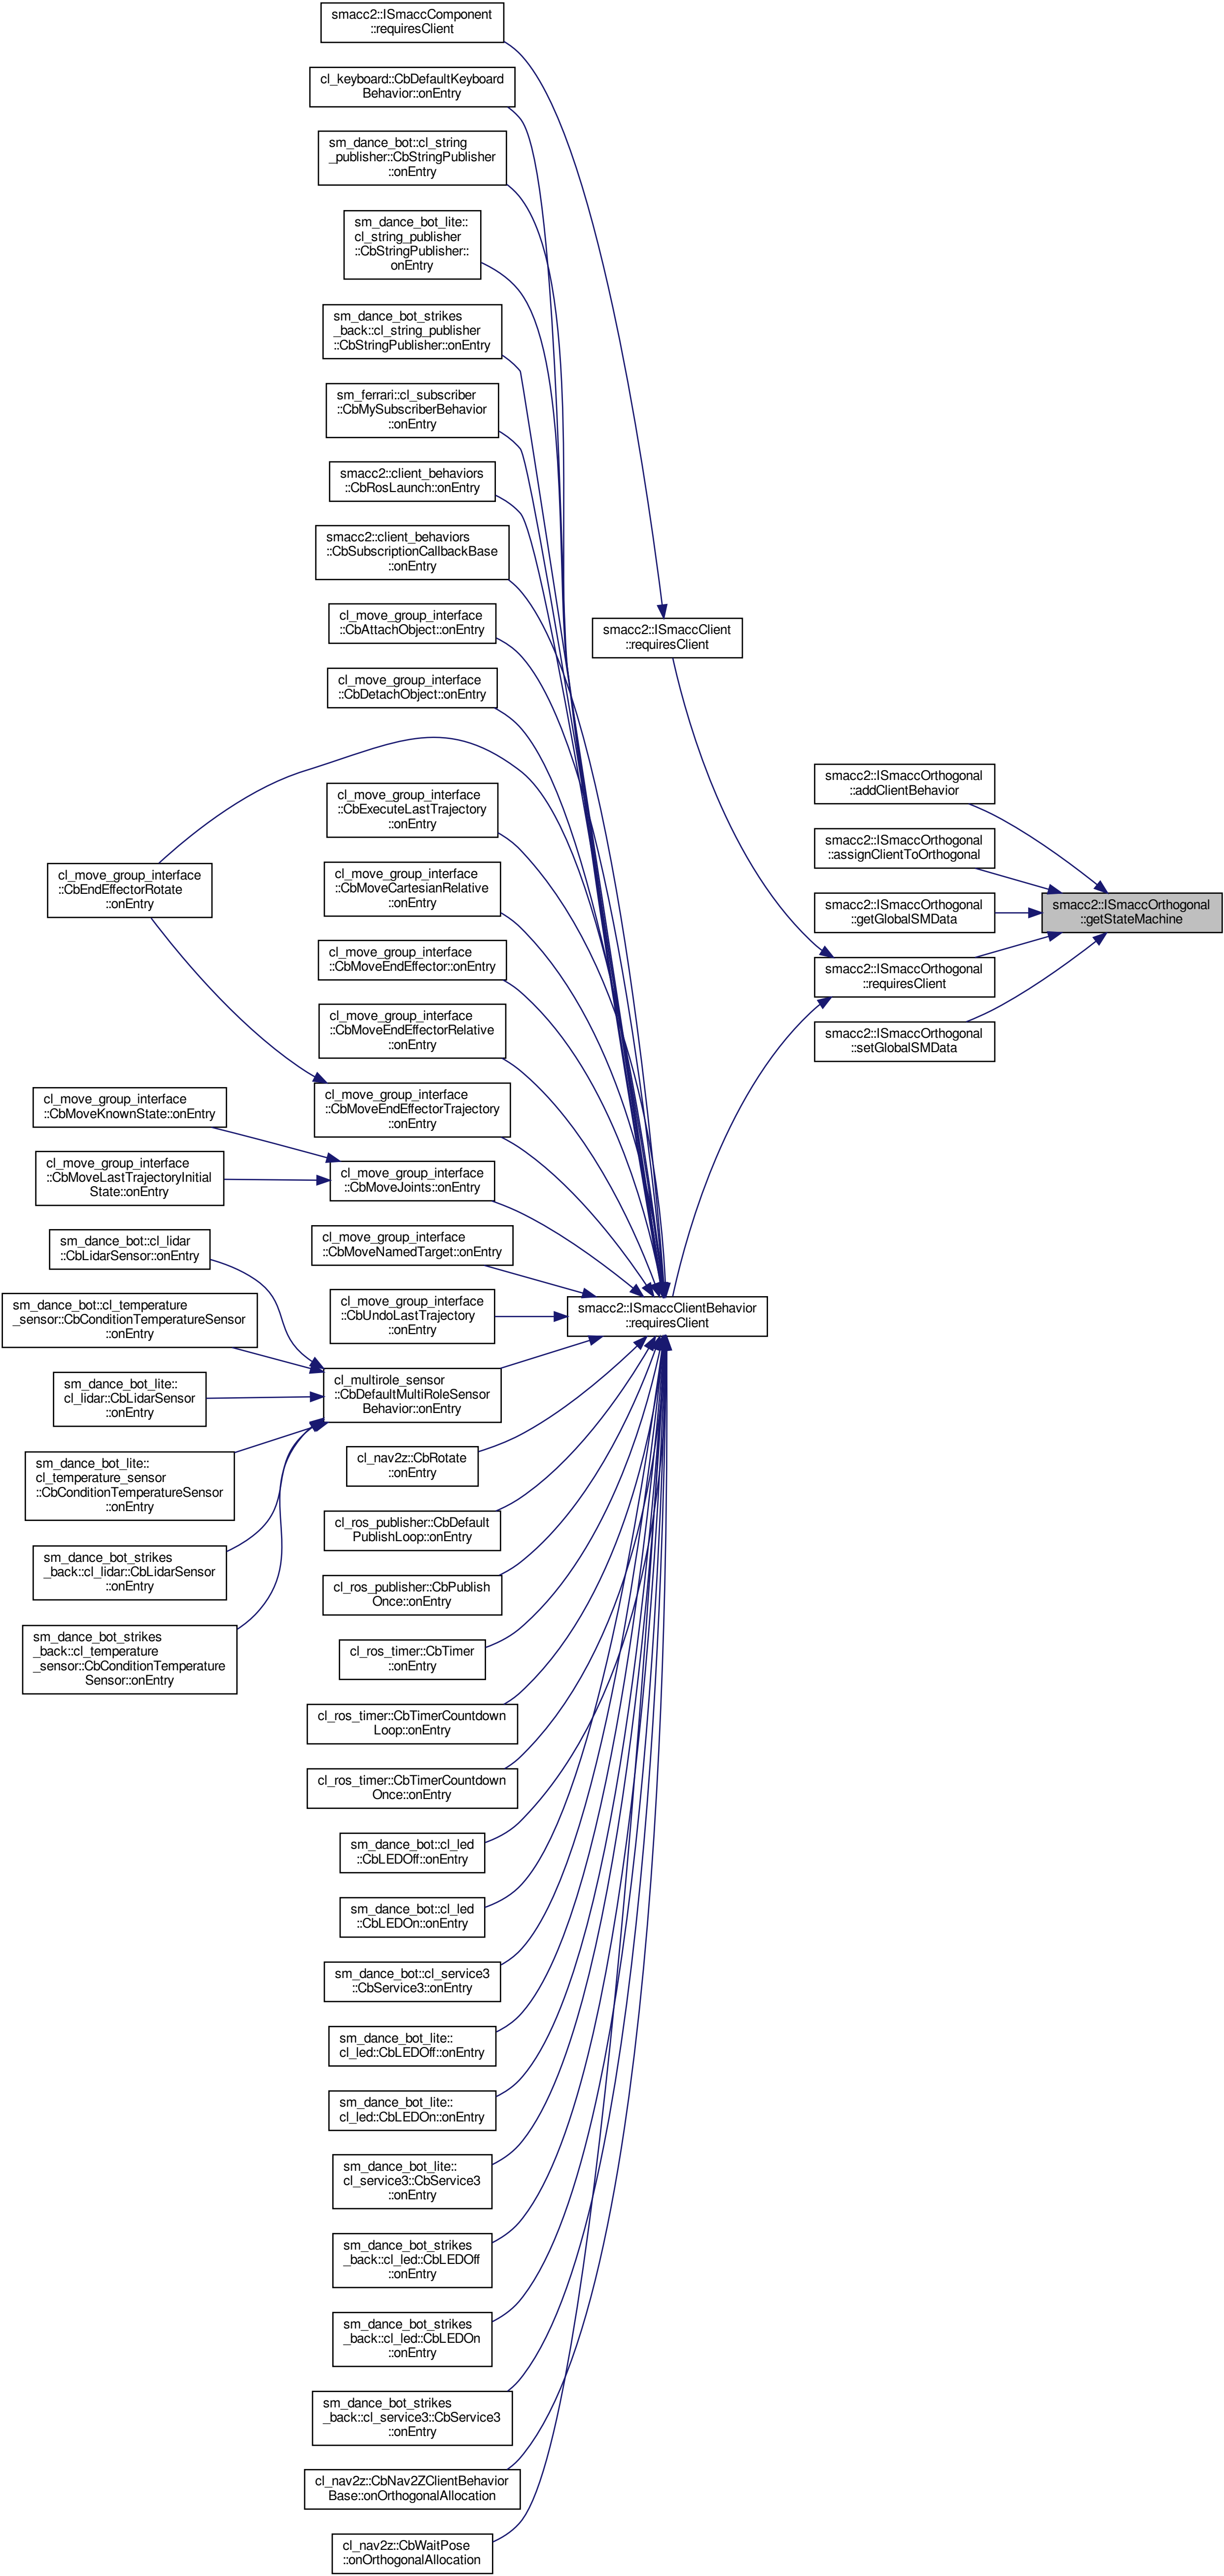 smacc2::ISmaccComponent
::requiresClient
cl_keyboard::CbDefaultKeyboard
Behavior::onEntry
sm_dance_bot::cl_string
_publisher::CbStringPublisher
::onEntry
sm_dance_bot_lite::
cl_string_publisher
::CbStringPublisher::
onEntry
sm_dance_bot_strikes
_back::cl_string_publisher
::CbStringPublisher::onEntry
sm_ferrari::cl_subscriber
::CbMySubscriberBehavior
::onEntry
smacc2::client_behaviors
::CbRosLaunch::onEntry
smacc2::client_behaviors
::CbSubscriptionCallbackBase
::onEntry
cl_move_group_interface
::CbAttachObject::onEntry
cl_move_group_interface
::CbDetachObject::onEntry
cl_move_group_interface
::CbExecuteLastTrajectory
::onEntry
cl_move_group_interface
::CbMoveCartesianRelative
::onEntry
cl_move_group_interface
::CbMoveEndEffector::onEntry
cl_move_group_interface
::CbMoveEndEffectorRelative
::onEntry
cl_move_group_interface
::CbMoveEndEffectorTrajectory
::onEntry
cl_move_group_interface
::CbMoveJoints::onEntry
cl_move_group_interface
::CbMoveNamedTarget::onEntry
cl_move_group_interface
::CbUndoLastTrajectory
::onEntry
cl_multirole_sensor
::CbDefaultMultiRoleSensor
Behavior::onEntry
cl_nav2z::CbRotate
::onEntry
cl_ros_publisher::CbDefault
PublishLoop::onEntry
cl_ros_publisher::CbPublish
Once::onEntry
cl_ros_timer::CbTimer
::onEntry
cl_ros_timer::CbTimerCountdown
Loop::onEntry
cl_ros_timer::CbTimerCountdown
Once::onEntry
sm_dance_bot::cl_led
::CbLEDOff::onEntry
sm_dance_bot::cl_led
::CbLEDOn::onEntry
sm_dance_bot::cl_service3
::CbService3::onEntry
sm_dance_bot_lite::
cl_led::CbLEDOff::onEntry
sm_dance_bot_lite::
cl_led::CbLEDOn::onEntry
sm_dance_bot_lite::
cl_service3::CbService3
::onEntry
sm_dance_bot_strikes
_back::cl_led::CbLEDOff
::onEntry
sm_dance_bot_strikes
_back::cl_led::CbLEDOn
::onEntry
sm_dance_bot_strikes
_back::cl_service3::CbService3
::onEntry
cl_nav2z::CbNav2ZClientBehavior
Base::onOrthogonalAllocation
cl_nav2z::CbWaitPose
::onOrthogonalAllocation
cl_move_group_interface
::CbEndEffectorRotate
::onEntry
cl_move_group_interface
::CbMoveKnownState::onEntry
cl_move_group_interface
::CbMoveLastTrajectoryInitial
State::onEntry
sm_dance_bot::cl_lidar
::CbLidarSensor::onEntry
sm_dance_bot::cl_temperature
_sensor::CbConditionTemperatureSensor
::onEntry
sm_dance_bot_lite::
cl_lidar::CbLidarSensor
::onEntry
sm_dance_bot_lite::
cl_temperature_sensor
::CbConditionTemperatureSensor
::onEntry
sm_dance_bot_strikes
_back::cl_lidar::CbLidarSensor
::onEntry
sm_dance_bot_strikes
_back::cl_temperature
_sensor::CbConditionTemperature
Sensor::onEntry
smacc2::ISmaccClient
::requiresClient
smacc2::ISmaccClientBehavior
::requiresClient
smacc2::ISmaccOrthogonal
::addClientBehavior
smacc2::ISmaccOrthogonal
::assignClientToOrthogonal
smacc2::ISmaccOrthogonal
::getGlobalSMData
smacc2::ISmaccOrthogonal
::requiresClient
smacc2::ISmaccOrthogonal
::setGlobalSMData
smacc2::ISmaccOrthogonal
::getStateMachine